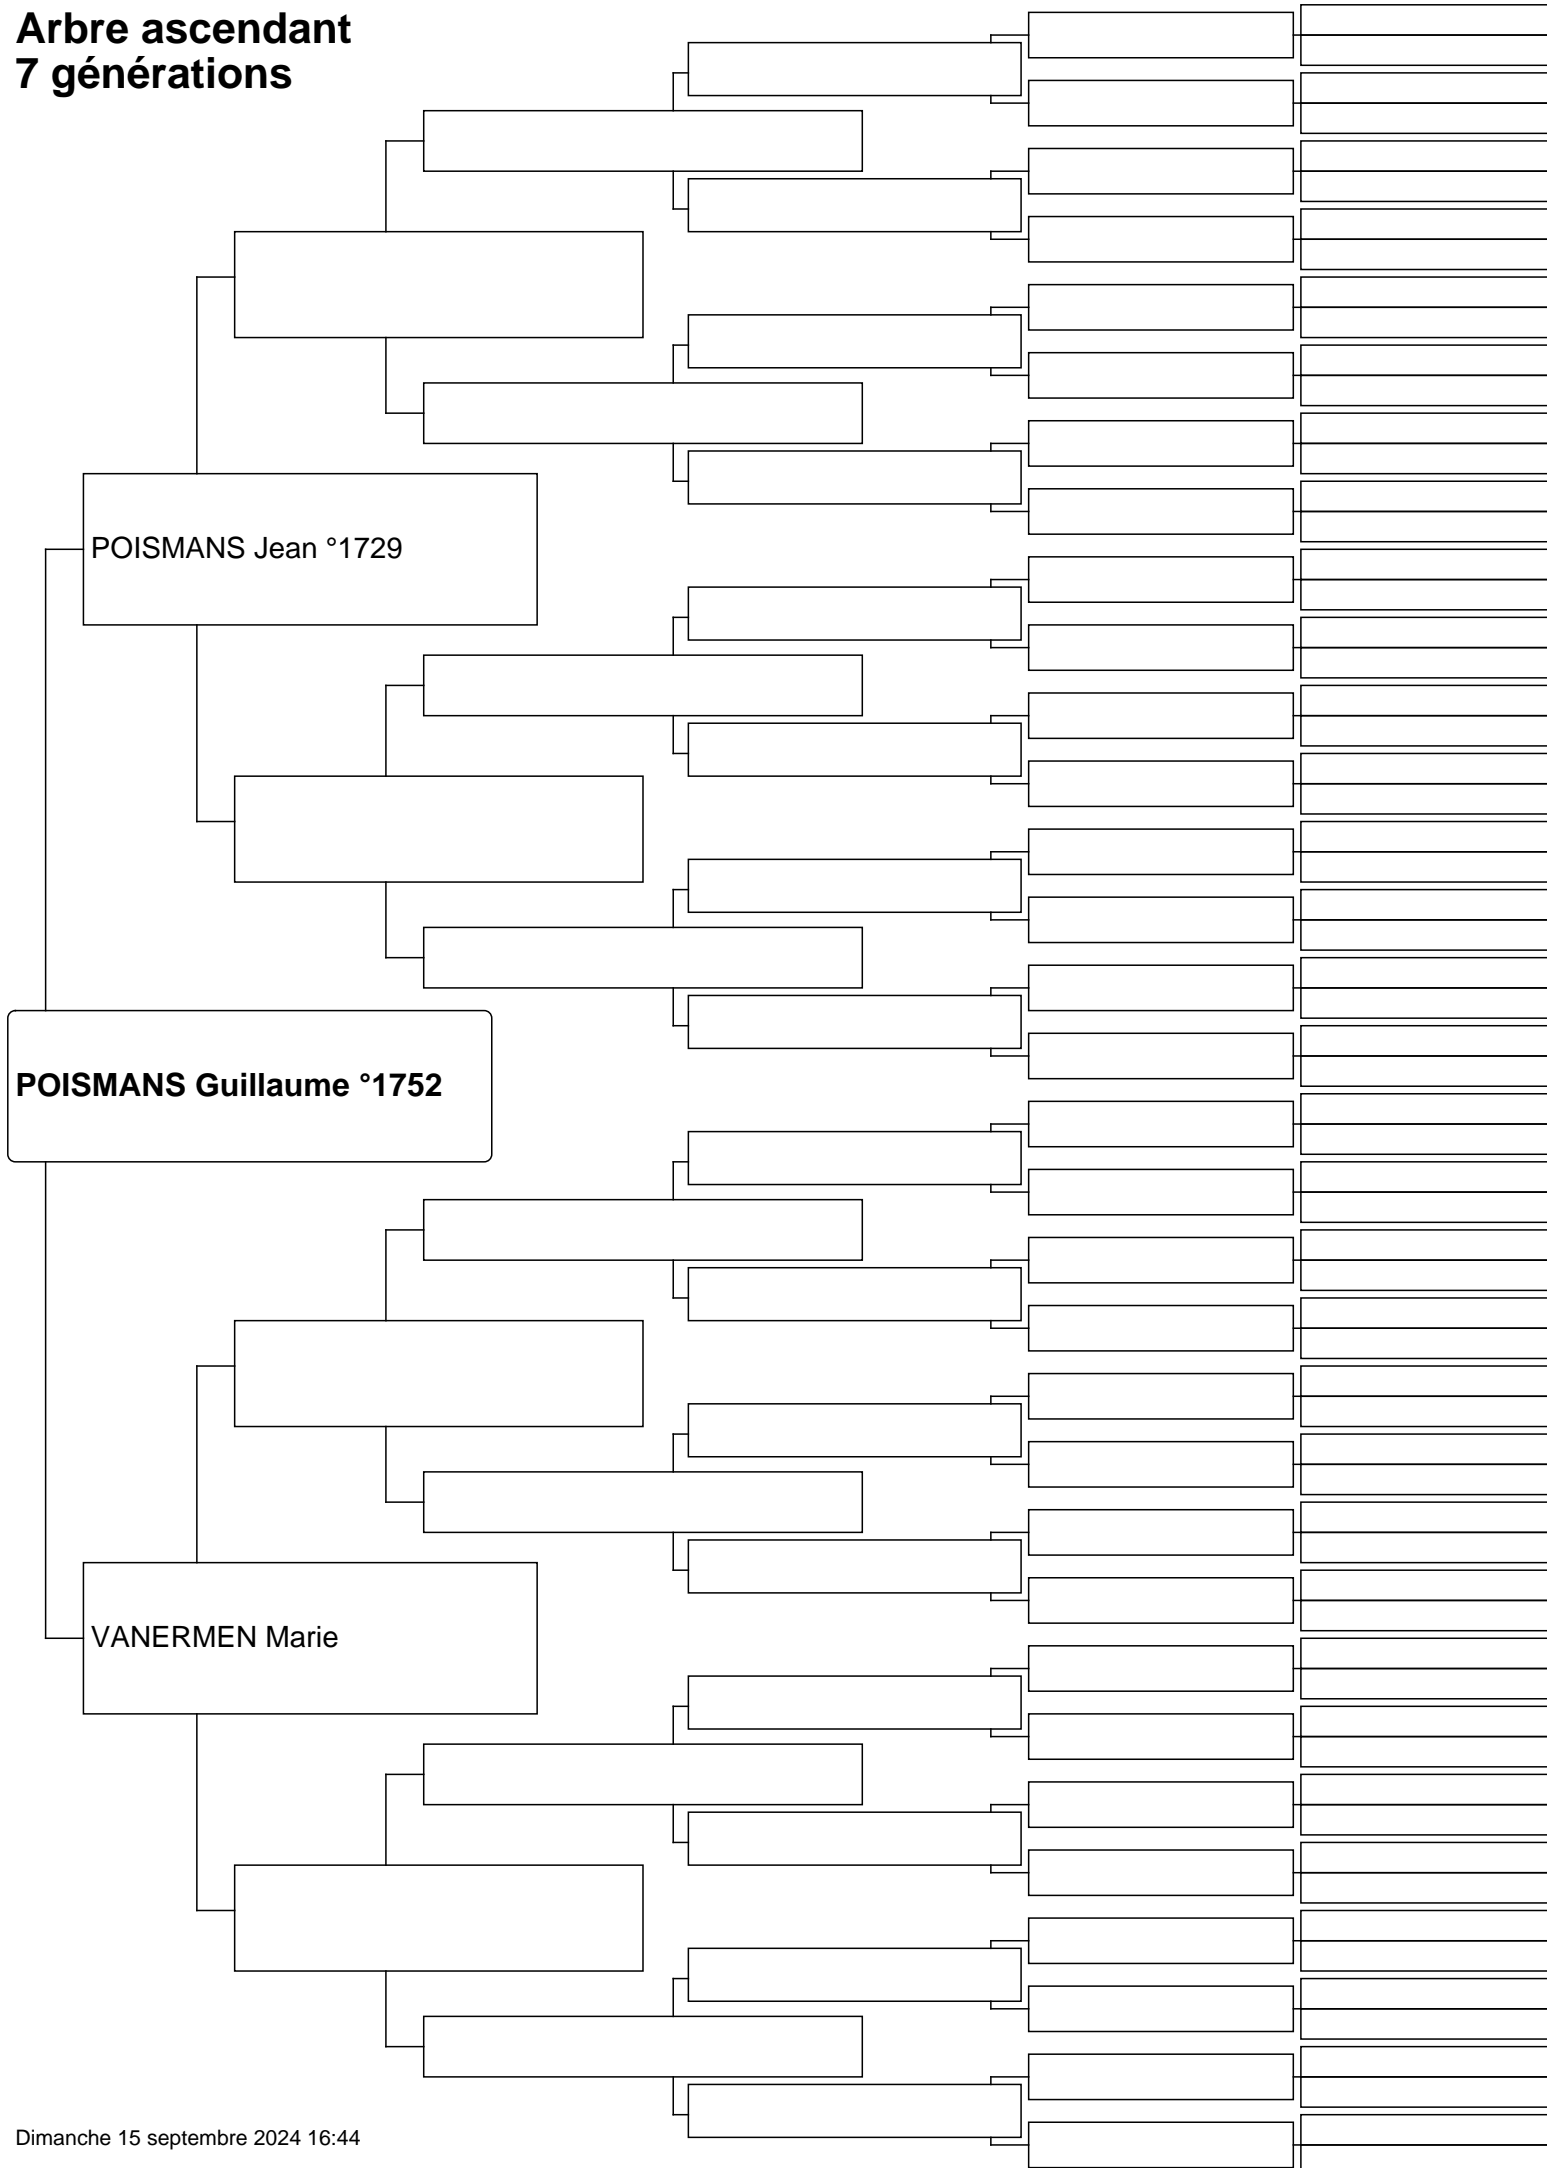 Arbre ascendant
7 générations
POISMANS Jean °1729
POISMANS Guillaume °1752
VANERMEN Marie
Dimanche 15 septembre 2024 16:44